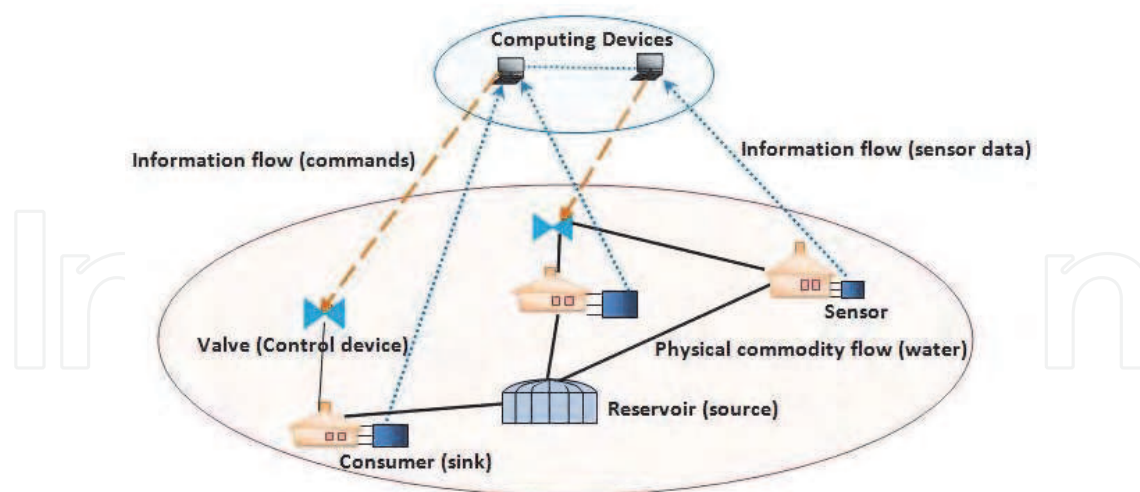 Computing Devices
Information flow (commands)
Information flow (sensor data)
Sensor
Valve (Control device)
Physical commodity flow (water)
Reservoir (source)
Consumer (sink)